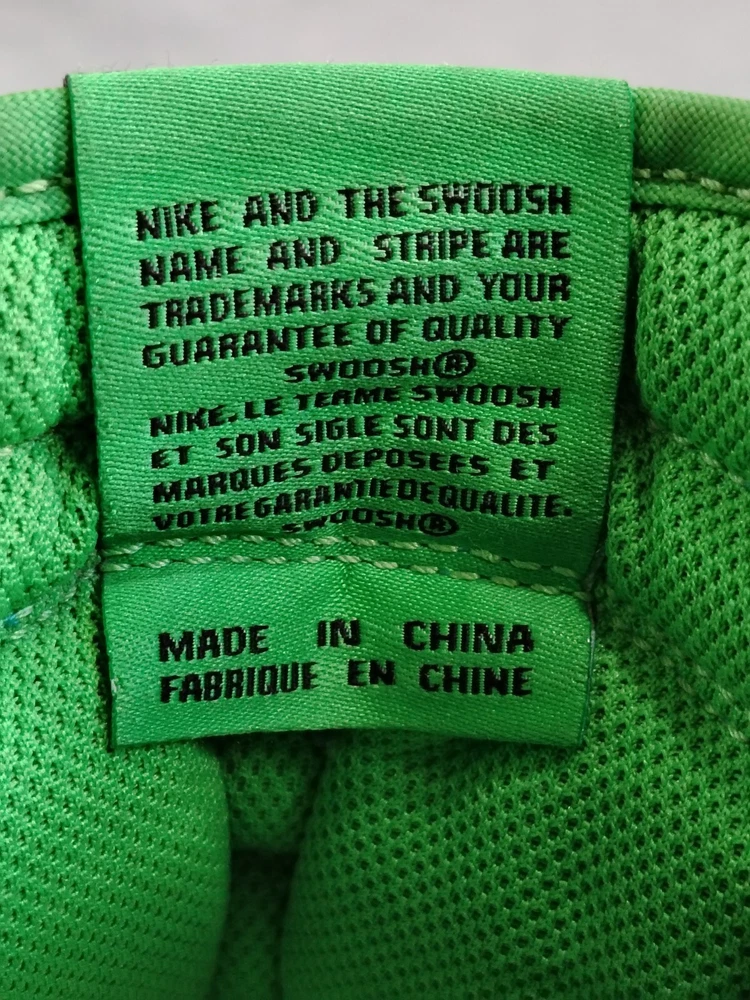 NIKE AND THE SWOOSH
NAME AND STRIPE ARE
TRADEMARKS AND YOUR
GUARANTEE OF QUALITY
SWOOSH®
NIKE. LE TERME SWOOSH
ET SON SIGLE SONT DES
MARQUES DEPOSEES ET
VOTRE GARANTIE DE QUALITE.
SWOOSH®
MADE IN CHINA
FABRIQUE EN CHINE